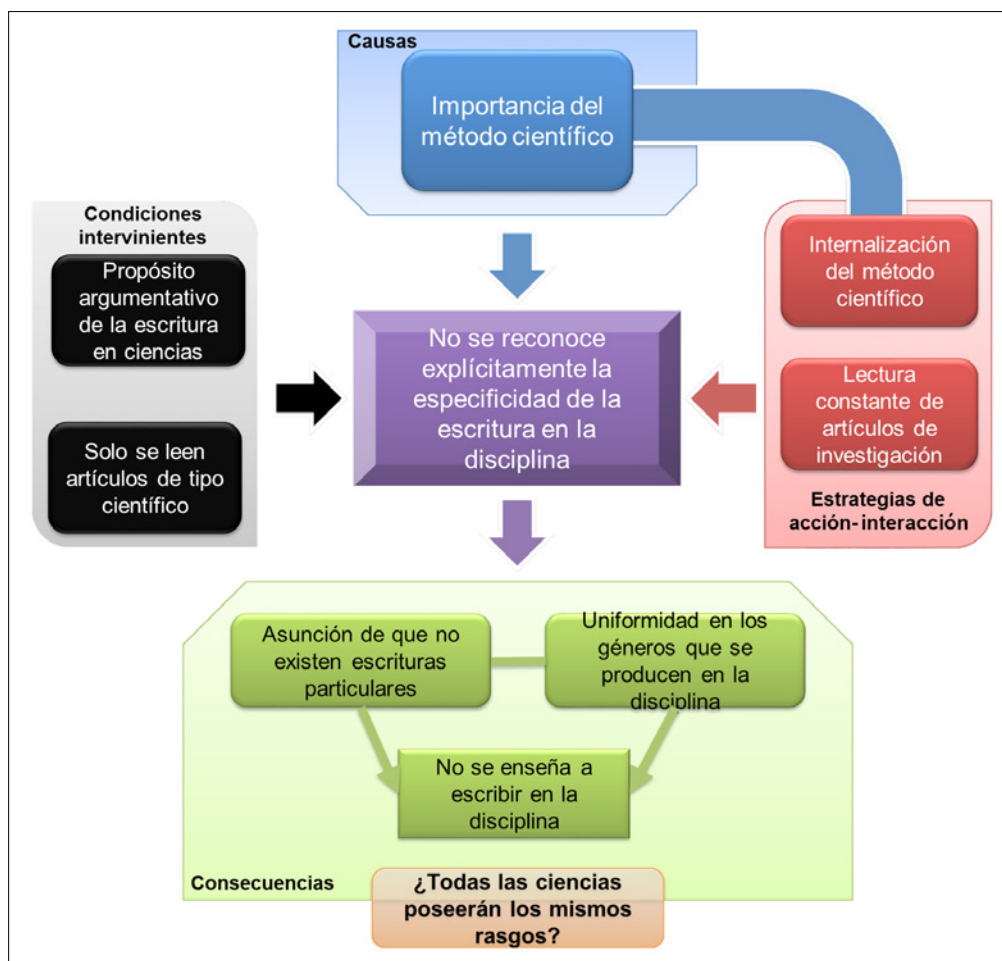 Causas
Importancia del
método científico
Condiciones
intervinientes
Propósito
argumentativo
de la escritura
en ciencias
Solo se leen
artículos de tipo
científico
No se reconoce
explícitamente la
especificidad de la
escritura en la
disciplina
Internalización
del método
científico
Lectura
constante de
artículos de
investigación
Estrategias de
acción-interacción
Asunción de que no
existen escrituras
particulares
Uniformidad en los
géneros que se
producen en la
disciplina
No se enseña a
escribir en la
disciplina
Consecuencias
¿Todas las ciencias
poseerán los mismos
rasgos?